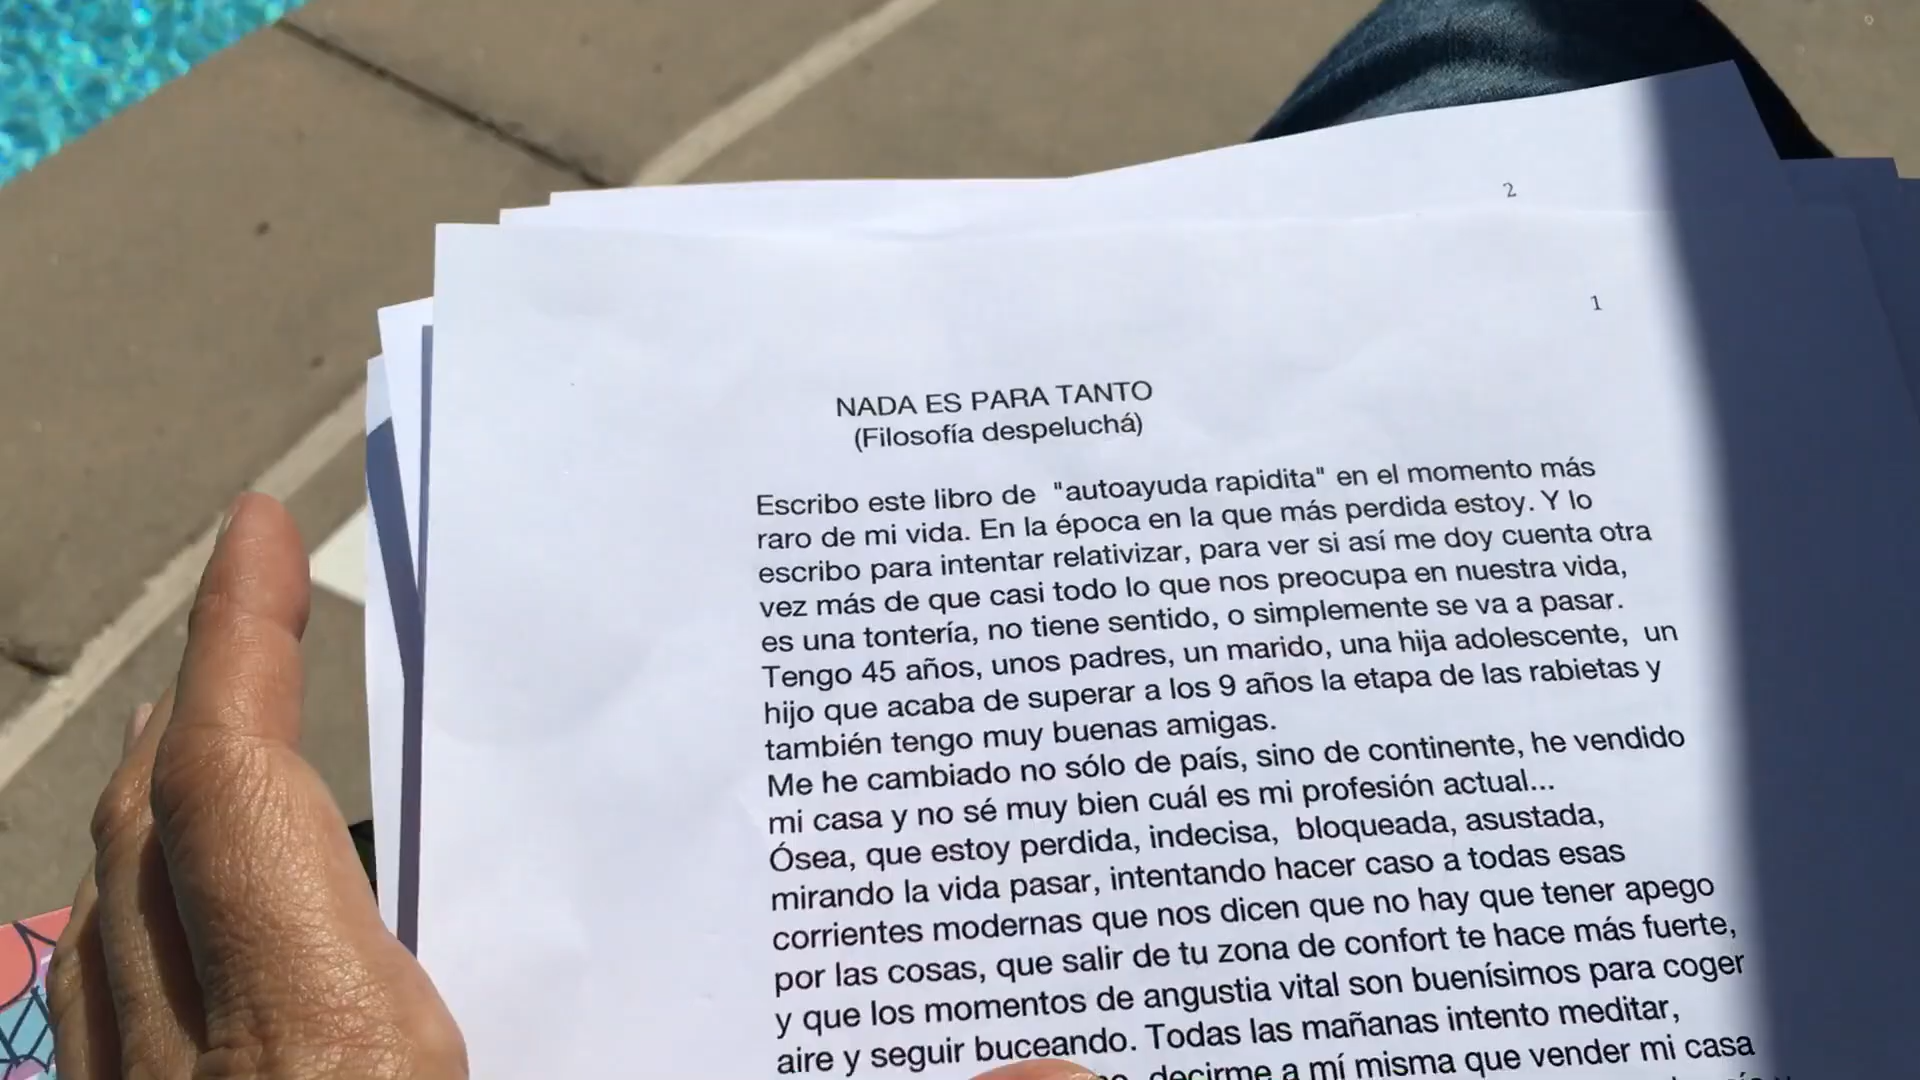 2
1
NADA ES PARA TANTO
(Filosofía despeluchá)
Escribo este libro de "autoayuda rapidita" en el momento más
raro de mi vida. En la época en la que más perdida estoy. Y lo
escribo para intentar relativizar, para ver si así me doy cuenta otra
vez más de que casi todo lo que nos preocupa en nuestra vida,
es una tontería, no tiene sentido, o simplemente se va a pasar.
Tengo 45 años, unos padres, un marido, una hija adolescente, un
hijo que acaba de superar a los 9 años la etapa de las rabietas y
también tengo muy buenas amigas.
Me he cambiado no sólo de país, sino de continente, he vendido
mi casa y no sé muy bien cuál es mi profesión actual...
Ósea, que estoy perdida, indecisa, bloqueada, asustada,
mirando la vida pasar, intentando hacer caso a todas esas
corrientes modernas que nos dicen que no hay que tener apego
por las cosas, que salir de tu zona de confort te hace más fuerte,
y que los momentos de angustia vital son buenísimos para coger
aire y seguir buceando. Todas las mañanas intento meditar,
decirme a mí misma que vender mi casa